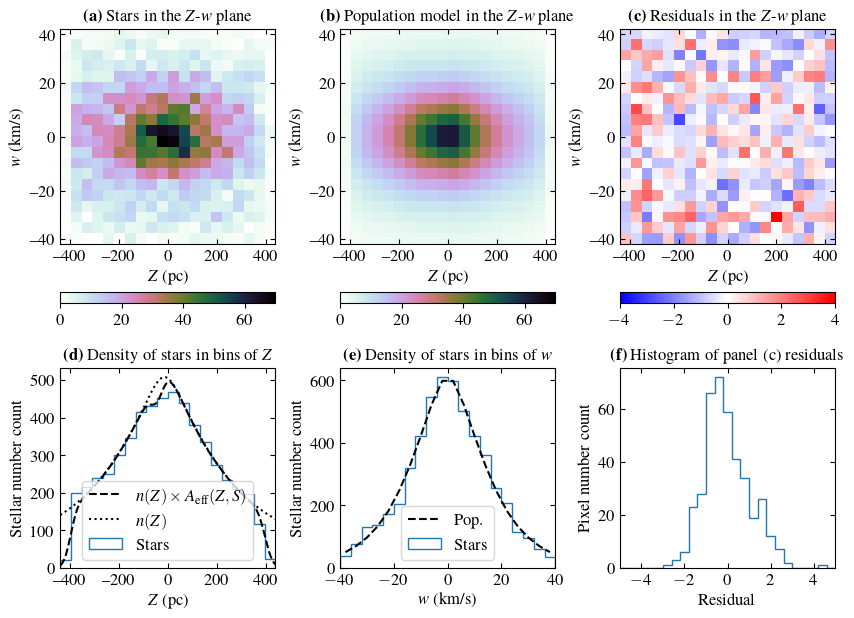 (a) Stars in the Z-w plane
(b) Population model in the Z-w plane
(c) Residuals in the Z-w plane
40
20
0
−20
−40
w (km/s)
−400 −200 0 200 400
Z (pc)
0 20 40 60
40
20
0
−20
−40
w (km/s)
−400 −200 0 200 400
Z (pc)
0 20 40 60
40
20
0
−20
−40
w (km/s)
−400 −200 0 200 400
Z (pc)
−4 −2 0 2 4
(d) Density of stars in bins of Z
500
400
300
200
100
0
Stellar number count
n(Z) × A_eff(Z, S)
n(Z)
Stars
−400 −200 0 200 400
Z (pc)
(e) Density of stars in bins of w
600
400
200
0
Stellar number count
Pop.
Stars
−40 −20 0 20 40
w (km/s)
(f) Histogram of panel (c) residuals
60
40
20
0
Pixel number count
−4 −2 0 2 4
Residual